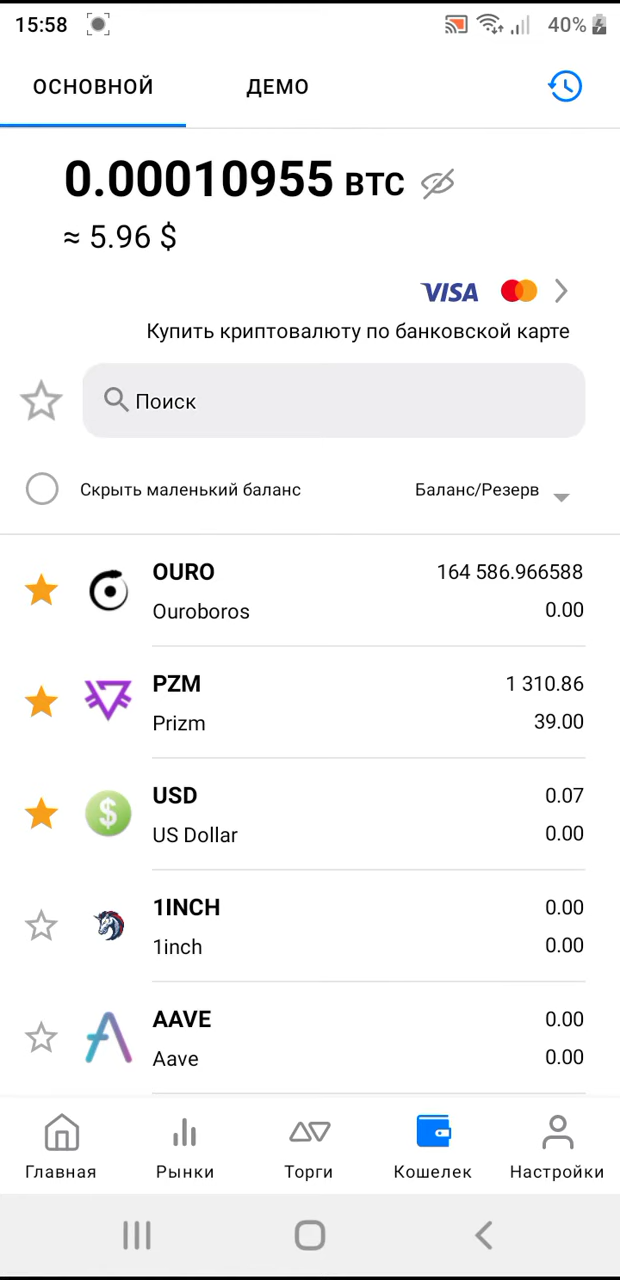 15:58 40%
ОСНОВНОЙ ДЕМО
0.00010955 BTC
≈ 5.96 $
VISA
Купить криптовалюту по банковской карте
Поиск
Скрыть маленький баланс Баланс/Резерв
OURO 164 586.966588
Ouroboros 0.00
PZM 1 310.86
Prizm 39.00
USD 0.07
US Dollar 0.00
1INCH 0.00
1inch 0.00
AAVE 0.00
Aave 0.00
Главная Рынки Торги Кошелек Настройки